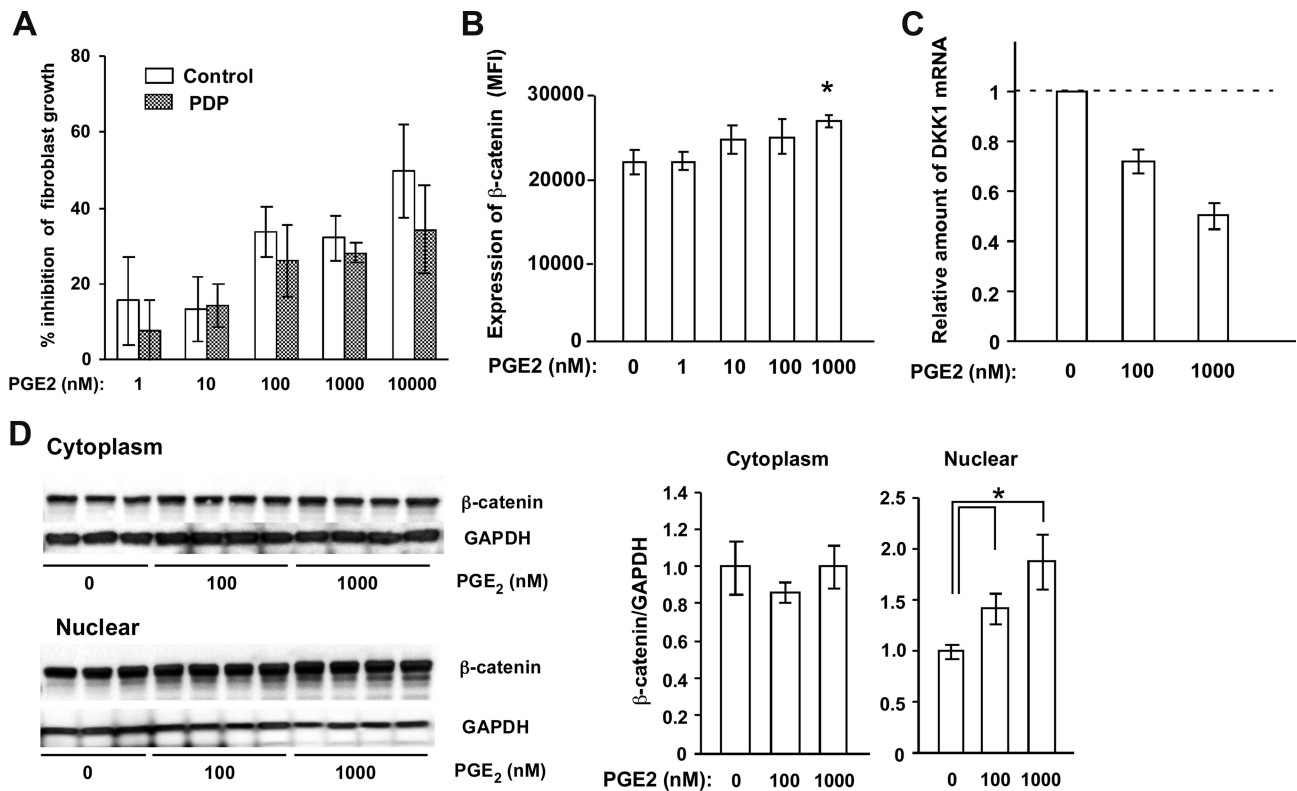 A
% inhibition of fibroblast growth
80
60
40
20
0
Control
PDP
PGE2 (nM): 1 10 100 1000 10000
B
Expression of β-catenin (MFI)
30000
20000
10000
0
*
PGE2 (nM): 0 1 10 100 1000
C
Relative amount of DKK1 mRNA
1
0.8
0.6
0.4
0.2
0
PGE2 (nM): 0 100 1000
D
Cytoplasm
β-catenin
GAPDH
0 100 1000 PGE2 (nM)
Nuclear
β-catenin
GAPDH
0 100 1000 PGE2 (nM)
Cytoplasm
β-catenin/GAPDH
1.4
1.2
1.0
0.8
0.6
0.4
0.2
0
PGE2 (nM): 0 100 1000
Nuclear
2.5
2.0
1.5
1.0
0.5
0
*
0 100 1000